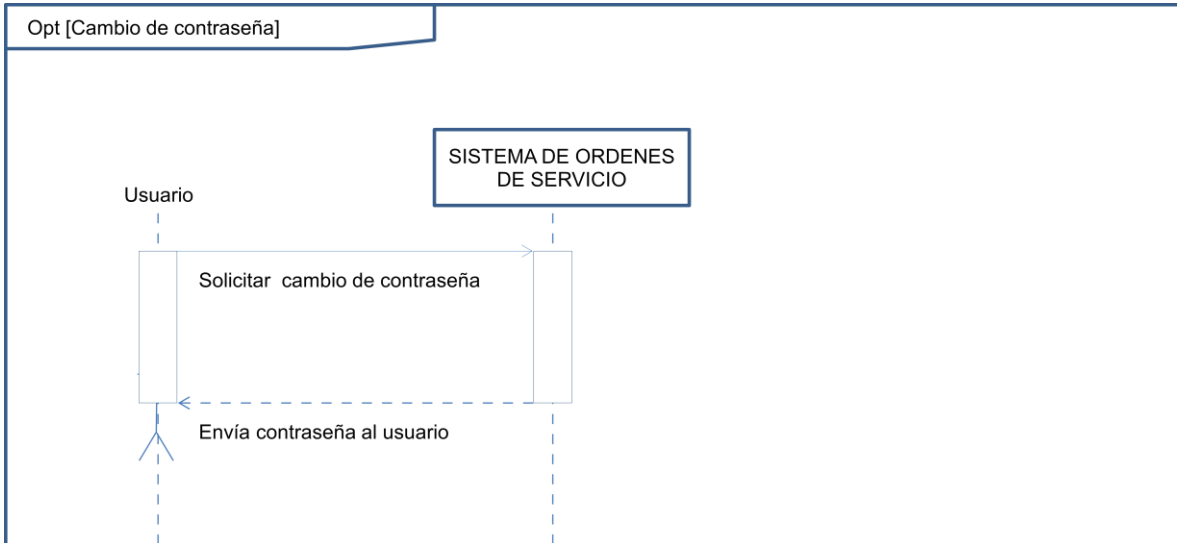 Opt [Cambio de contraseña]
SISTEMA DE ORDENES
DE SERVICIO
Usuario
Solicitar  cambio de contraseña
Envía contraseña al usuario